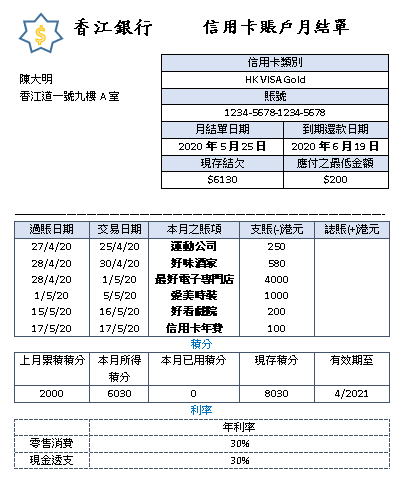 香江銀行 信用卡賬戶月結單
信用卡類別
陳大明 HK VISA Gold
香江道一號九樓 A 室 賬號
1234-5678-1234-5678
月結單日期 到期還款日期
2020 年 5 月 25 日 2020 年 6 月 19 日
現存結欠 應付之最低金額
$6130 $200
過賬日期 交易日期 本月之賬項 支賬(-)港元 誌賬(+)港元
27/4/20 25/4/20 運動公司 250
28/4/20 30/4/20 好味酒家 580
28/4/20 1/5/20 最好電子專門店 4000
1/5/20 5/5/20 愛美時裝 1000
15/5/20 16/5/20 好看戲院 200
17/5/20 17/5/20 信用卡年費 100
積分
上月累積積分 本月所得積分 本月已用積分 現存積分 有效期至
2000 6030 0 8030 4/2021
利率
年利率
零售消費 30%
現金透支 30%